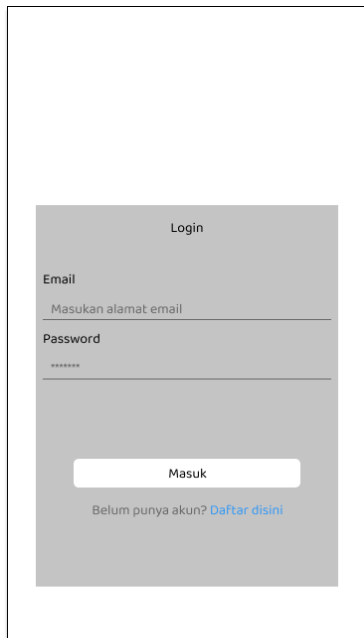 Login
Email
Masukan alamat email
Password
*******
Masuk
Belum punya akun? Daftar disini